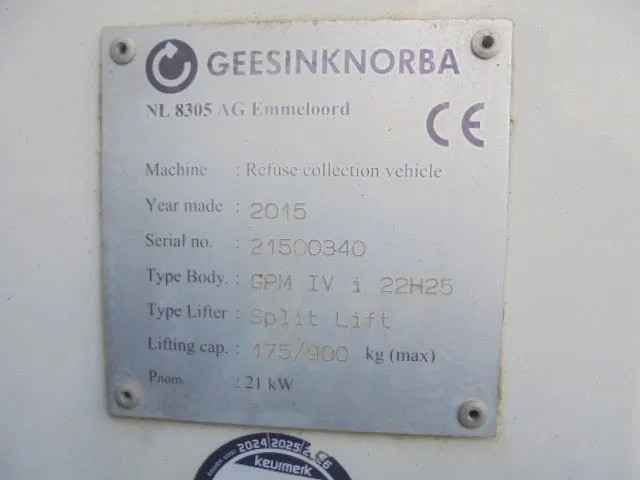 GEESINKNORBA
NL 8305 AG Emmeloord
CE
Machine : Refuse collection vehicle
Year made : 2015
Serial no. : 21500340
Type Body. : GPM IV i 22H25
Type Lifter : Split Lift
Lifting cap. : 175/900 kg (max)
Pnom. : 21 kW
2024 2025
keurmerk